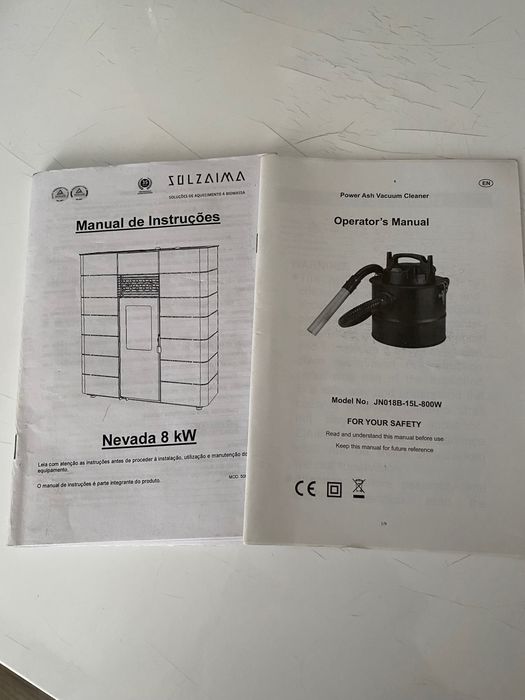 SOLZAIMA
SOLUÇÕES DE AQUECIMENTO A BIOMASSA
Manual de Instruções
Nevada 8 kW
Leia com atenção as instruções antes de proceder à instalação, utilização e manutenção do
equipamento.
O manual de instruções é parte integrante do produto.
MOD.
EN
Power Ash Vacuum Cleaner
Operator's Manual
Model No: JN018B-15L-800W
FOR YOUR SAFETY
Read and understand this manual before use
Keep this manual for future reference
CE
1/9